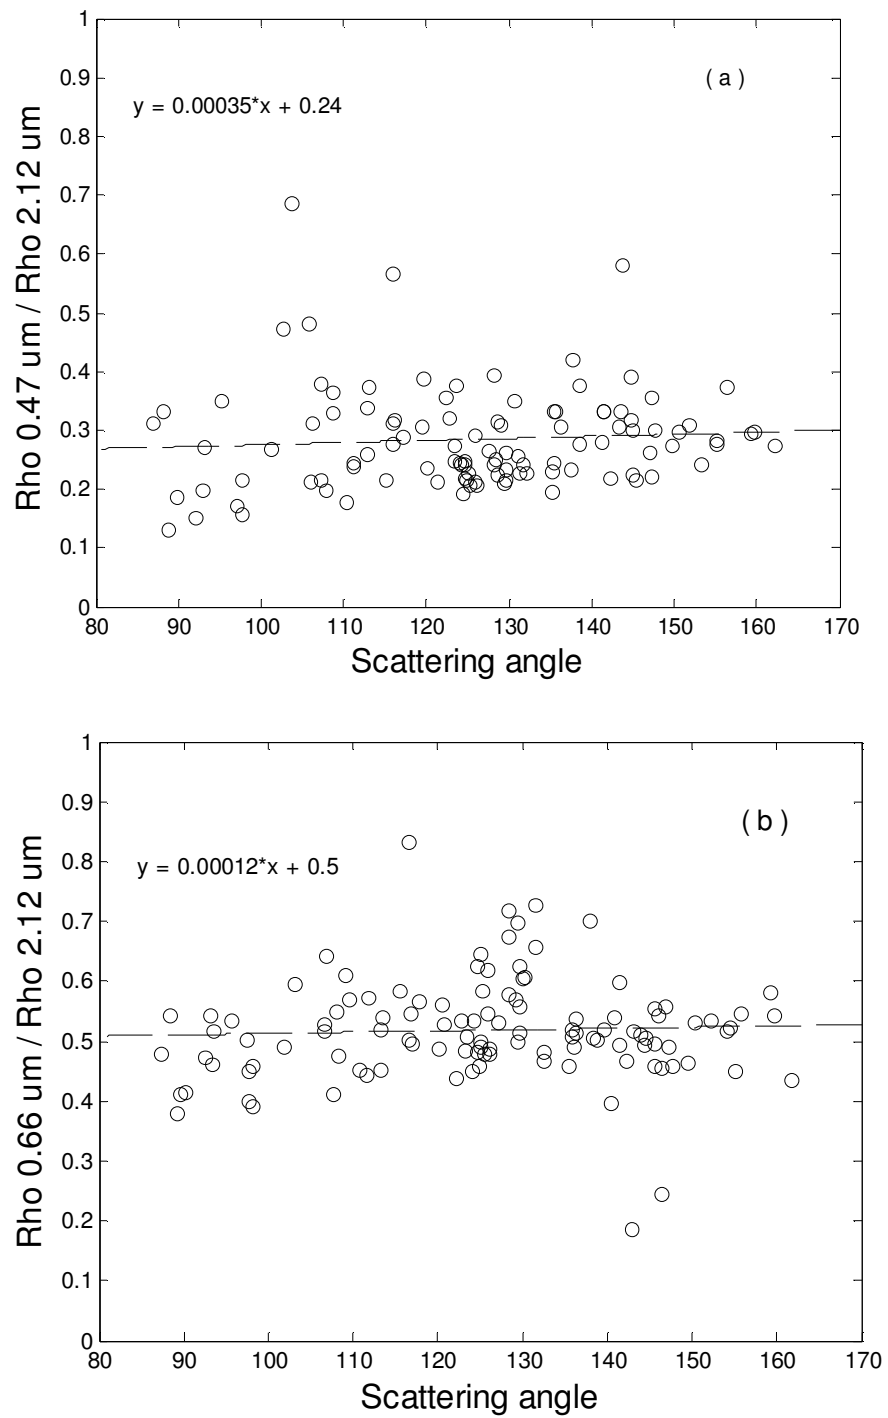 1
0.9
0.8
0.7
0.6
0.5
0.4
0.3
0.2
0.1
0
Rho 0.47 um / Rho 2.12 um
( a )
y = 0.00035*x + 0.24
80 90 100 110 120 130 140 150 160 170
Scattering angle
1
0.9
0.8
0.7
0.6
0.5
0.4
0.3
0.2
0.1
0
Rho 0.66 um / Rho 2.12 um
( b )
y = 0.00012*x + 0.5
80 90 100 110 120 130 140 150 160 170
Scattering angle